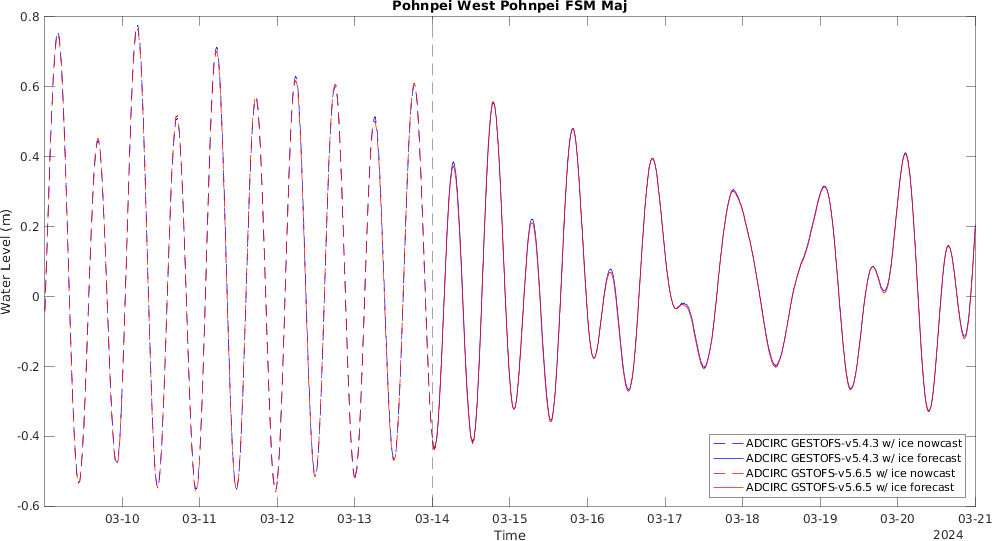 Pohnpei West Pohnpei FSM Maj
Water Level (m)
0.8
0.6
0.4
0.2
0
-0.2
-0.4
-0.6
ADCIRC GESTOFS-v5.4.3 w/ ice nowcast
ADCIRC GESTOFS-v5.4.3 w/ ice forecast
ADCIRC GSTOFS-v5.6.5 w/ ice nowcast
ADCIRC GSTOFS-v5.6.5 w/ ice forecast
03-10 03-11 03-12 03-13 03-14 03-15 03-16 03-17 03-18 03-19 03-20 03-21
Time
2024